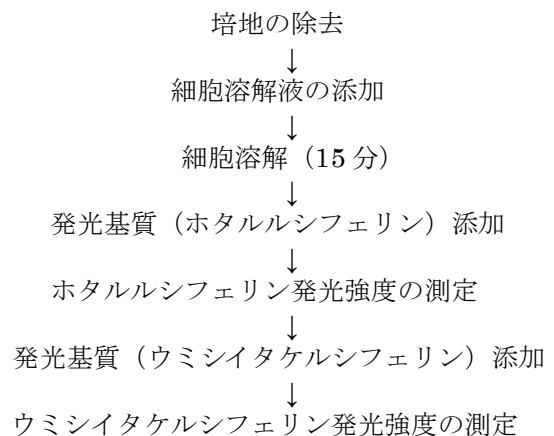 培地の除去
↓
細胞溶解液の添加
↓
細胞溶解（15 分）
↓
発光基質（ホタルルシフェリン）添加
↓
ホタルルシフェリン発光強度の測定
↓
発光基質（ウミシイタケルシフェリン）添加
↓
ウミシイタケルシフェリン発光強度の測定